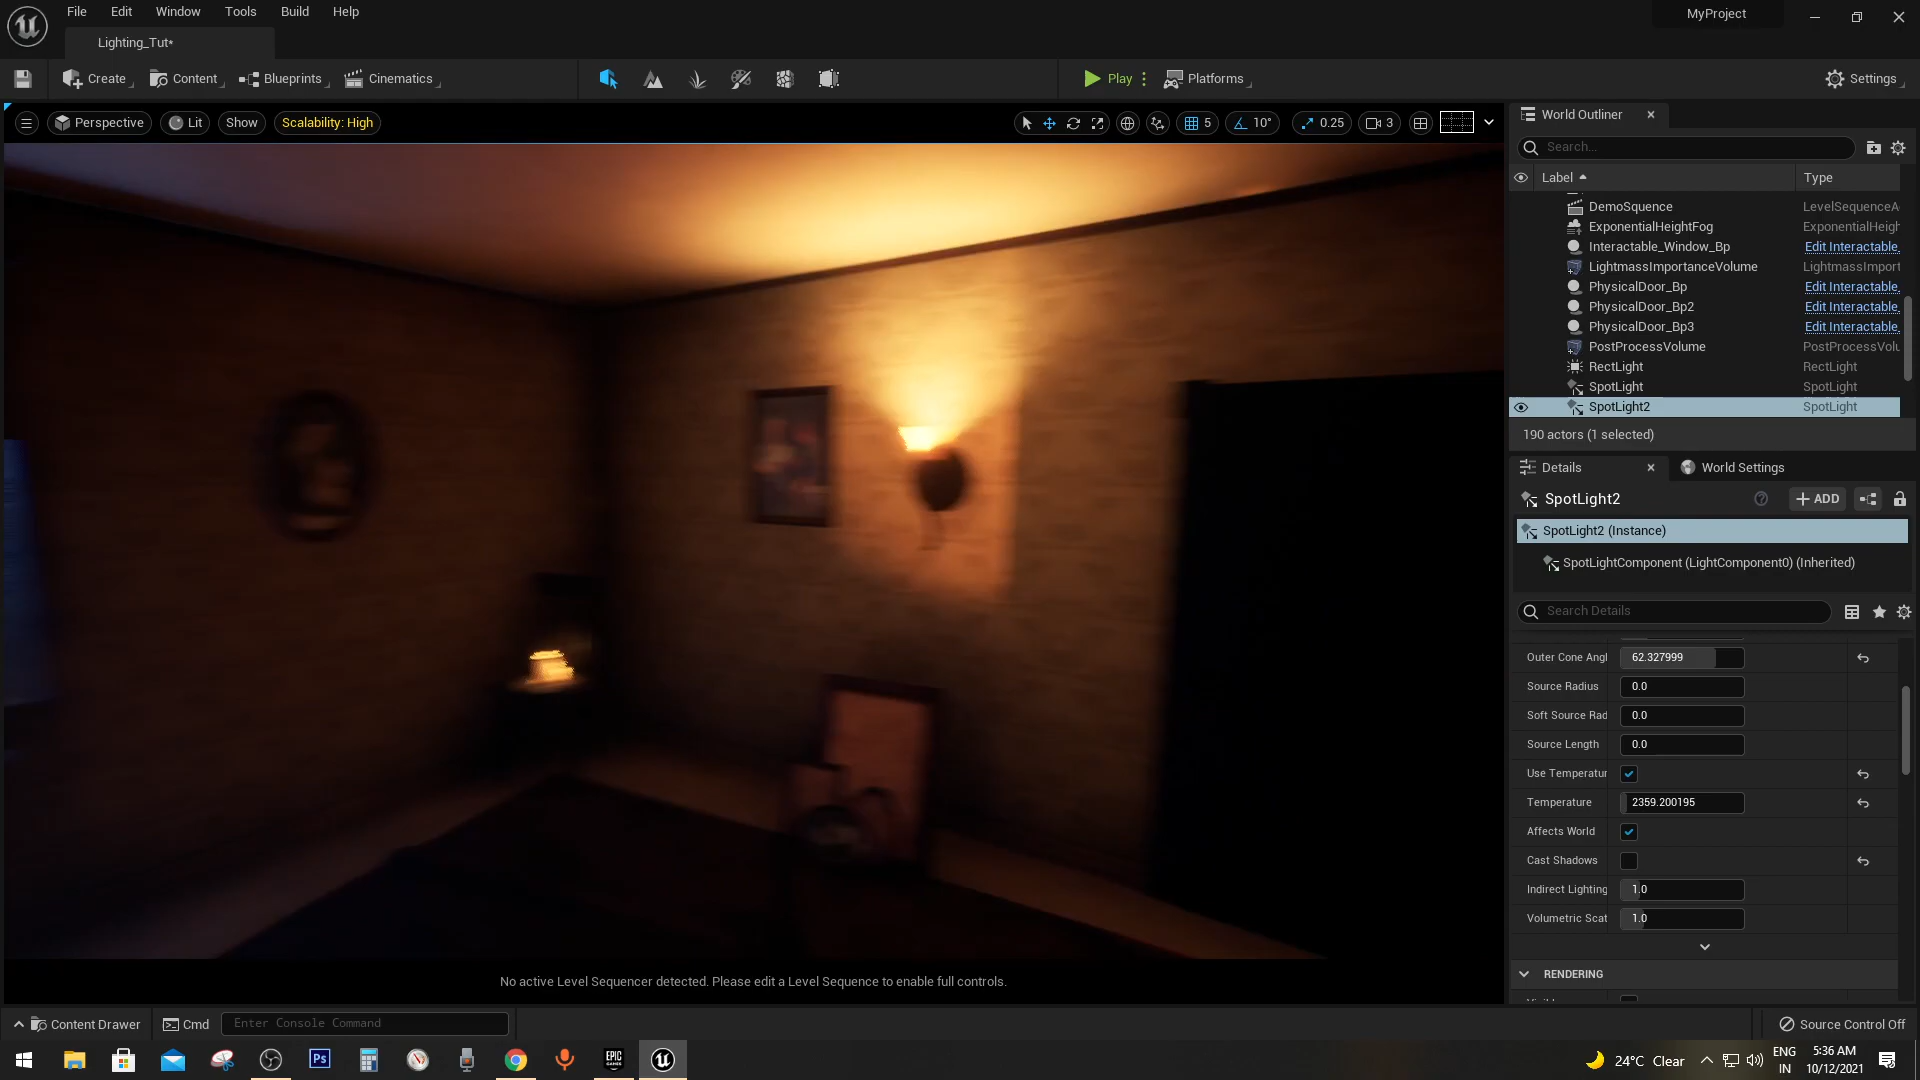 File Edit Window Tools Build Help
MyProject
Lighting_Tut*
Create Content Blueprints Cinematics Play Platforms Settings
Perspective Lit Show Scalability: High 5 10° 0.25 3
World Outliner
Search...
Label Type
DemoSquence LevelSequenceA
ExponentialHeightFog ExponentialHeigh
Interactable_Window_Bp Edit Interactable_
LightmassImportanceVolume LightmassImport
PhysicalDoor_Bp Edit Interactable_
PhysicalDoor_Bp2 Edit Interactable_
PhysicalDoor_Bp3 Edit Interactable_
PostProcessVolume PostProcessVolu
RectLight RectLight
SpotLight SpotLight
SpotLight2 SpotLight
190 actors (1 selected)
Details World Settings
SpotLight2 ADD
SpotLight2 (Instance)
SpotLightComponent (LightComponent0) (Inherited)
Search Details
Outer Cone Angl 62.327999
Source Radius 0.0
Soft Source Rad 0.0
Source Length 0.0
Use Temperatur
Temperature 2359.200195
Affects World
Cast Shadows
Indirect Lighting 1.0
Volumetric Scat 1.0
RENDERING
No active Level Sequencer detected. Please edit a Level Sequence to enable full controls.
Content Drawer Cmd Enter Console Command Source Control Off
Ps EPIC GAMES 24°C Clear ENG IN 5:36 AM 10/12/2021